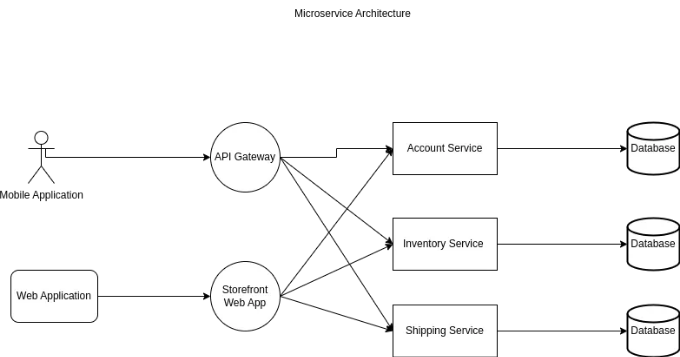 Microservice Architecture
Mobile Application
API Gateway
Account Service
Database
Web Application
Storefront
Web App
Inventory Service
Database
Shipping Service
Database